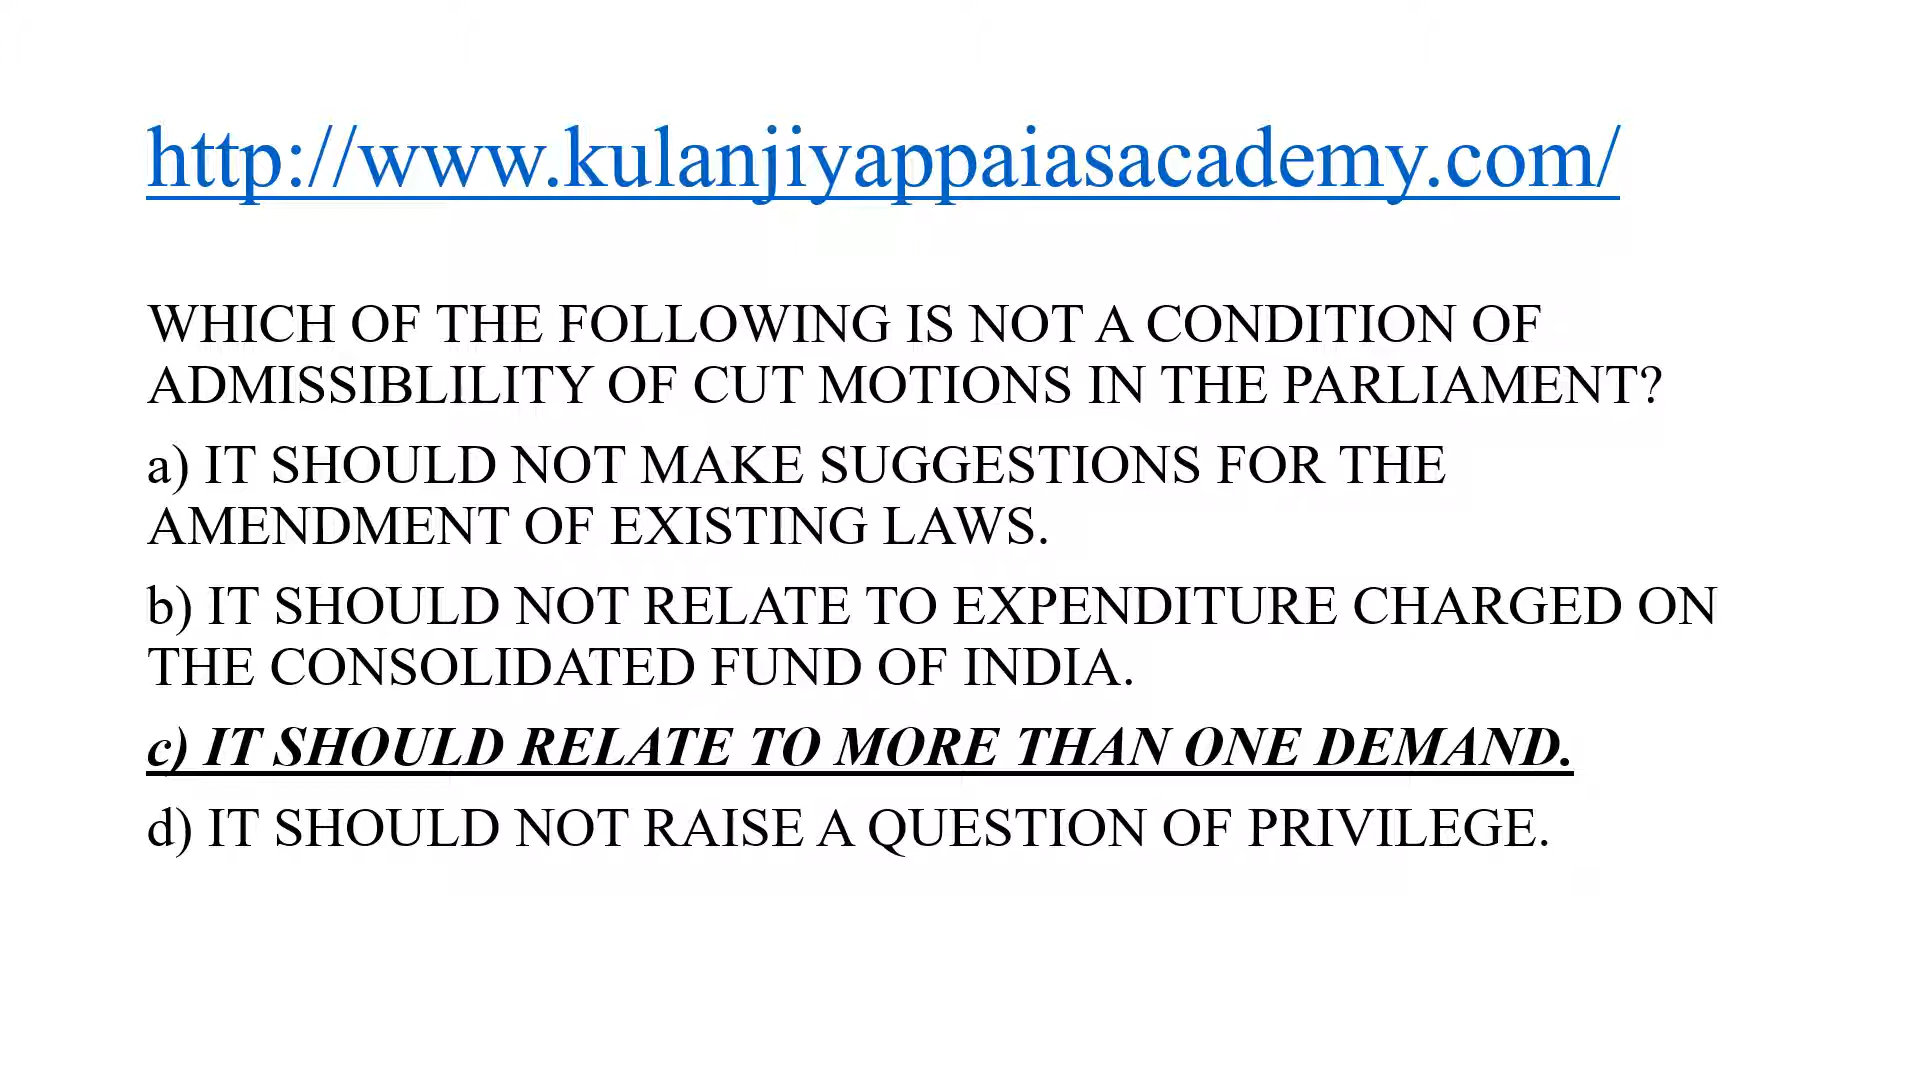 http://www.kulanjiyappaiasacademy.com/
WHICH OF THE FOLLOWING IS NOT A CONDITION OF
ADMISSIBLILITY OF CUT MOTIONS IN THE PARLIAMENT?
a) IT SHOULD NOT MAKE SUGGESTIONS FOR THE
AMENDMENT OF EXISTING LAWS.
b) IT SHOULD NOT RELATE TO EXPENDITURE CHARGED ON
THE CONSOLIDATED FUND OF INDIA.
c) IT SHOULD RELATE TO MORE THAN ONE DEMAND.
d) IT SHOULD NOT RAISE A QUESTION OF PRIVILEGE.